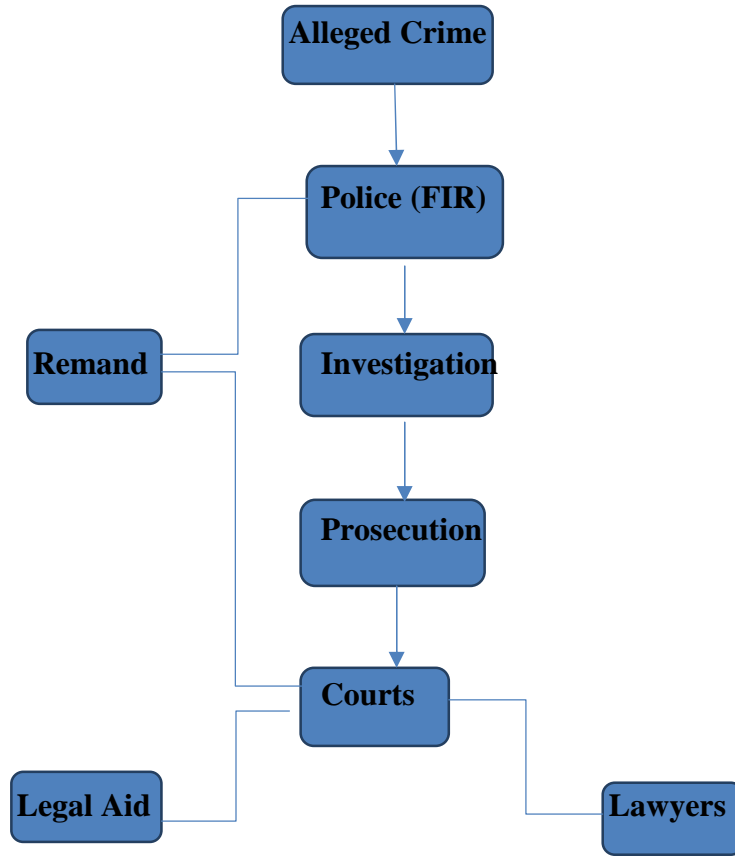 Alleged Crime
Police (FIR)
Remand
Investigation
Prosecution
Courts
Legal Aid
Lawyers